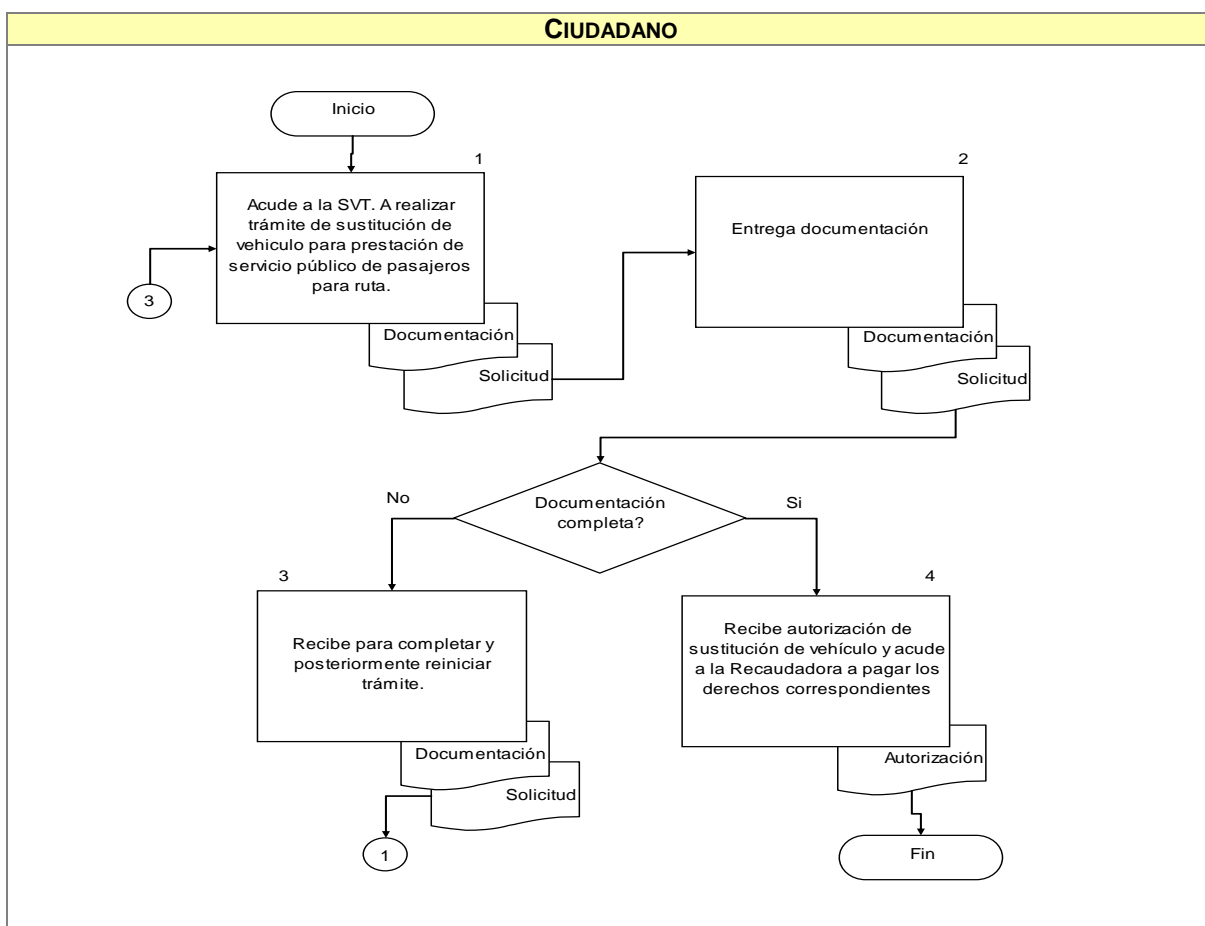 CIUDADANO
Inicio
1
Acude a la SVT. A realizar
trámite de sustitución de
vehiculo para prestación de
servicio público de pasajeros
para ruta.
3
Documentación
Solicitud
2
Entrega documentación
Documentación
Solicitud
Documentación
completa?
No
Si
3
Recibe para completar y
posteriormente reiniciar
trámite.
Documentación
Solicitud
1
4
Recibe autorización de
sustitución de vehículo y acude
a la Recaudadora a pagar los
derechos correspondientes
Autorización
Fin